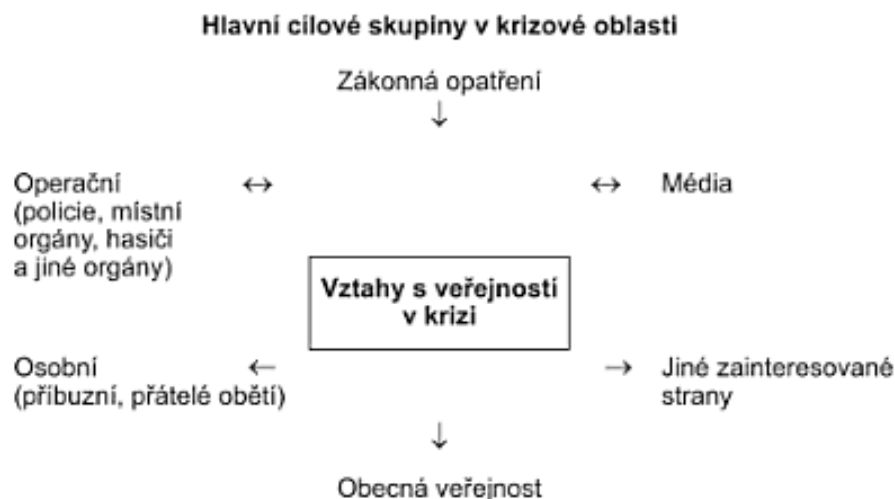 Hlavní cílové skupiny v krizové oblasti
Zákonná opatření
↓
Operační ↔ ↔ Média
(policie, místní
orgány, hasiči
a jiné orgány)
Vztahy s veřejností
v krizi
Osobní ← → Jiné zainteresované
(příbuzní, přátelé obětí) strany
↓
Obecná veřejnost